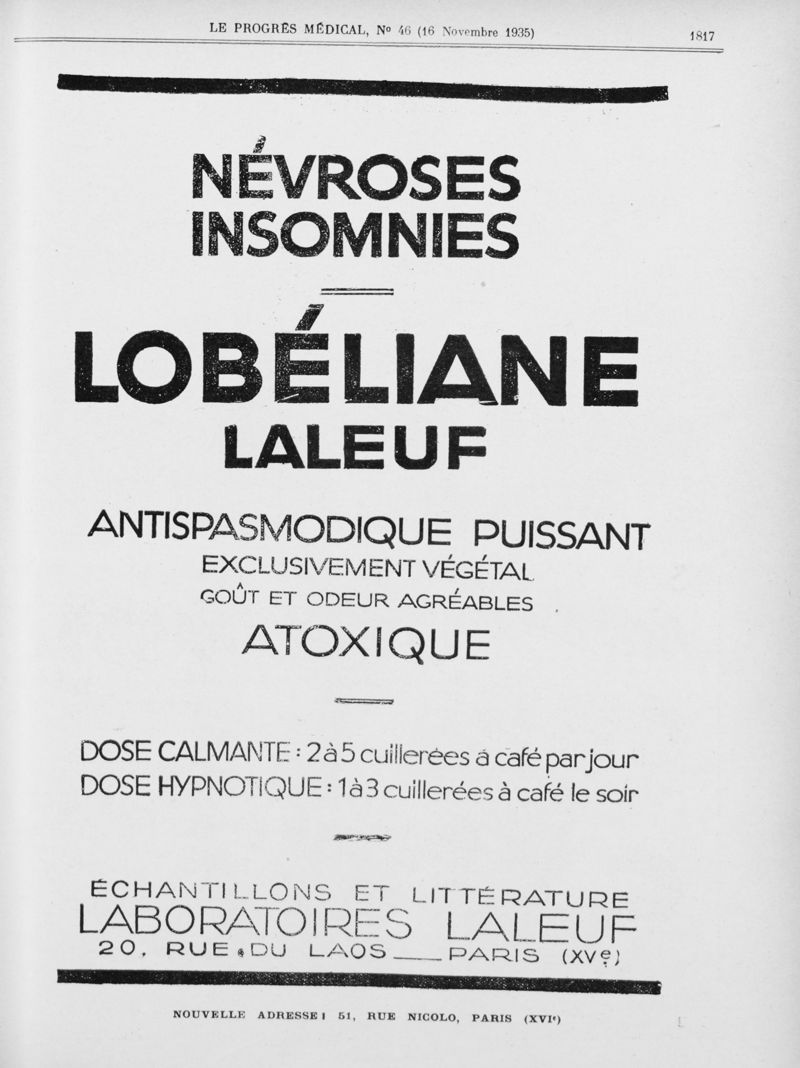 LE PROGRÈS MÉDICAL, Nº 46 (16 Novembre 1935)
1817
NÉVROSES
INSOMNIES
LOBÉLIANE
LALEUF
ANTISPASMODIQUE PUISSANT
EXCLUSIVEMENT VÉGÉTAL
GOÛT ET ODEUR AGRÉABLES
ATOXIQUE
DOSE CALMANTE : 2 à 5 cuillerées à café par jour
DOSE HYPNOTIQUE : 1 à 3 cuillerées à café le soir
ÉCHANTILLONS ET LITTÉRATURE
LABORATOIRES LALEUF
20, RUE DU LAOS __ PARIS (XVe)
NOUVELLE ADRESSE : 51, RUE NICOLO, PARIS (XVIe)